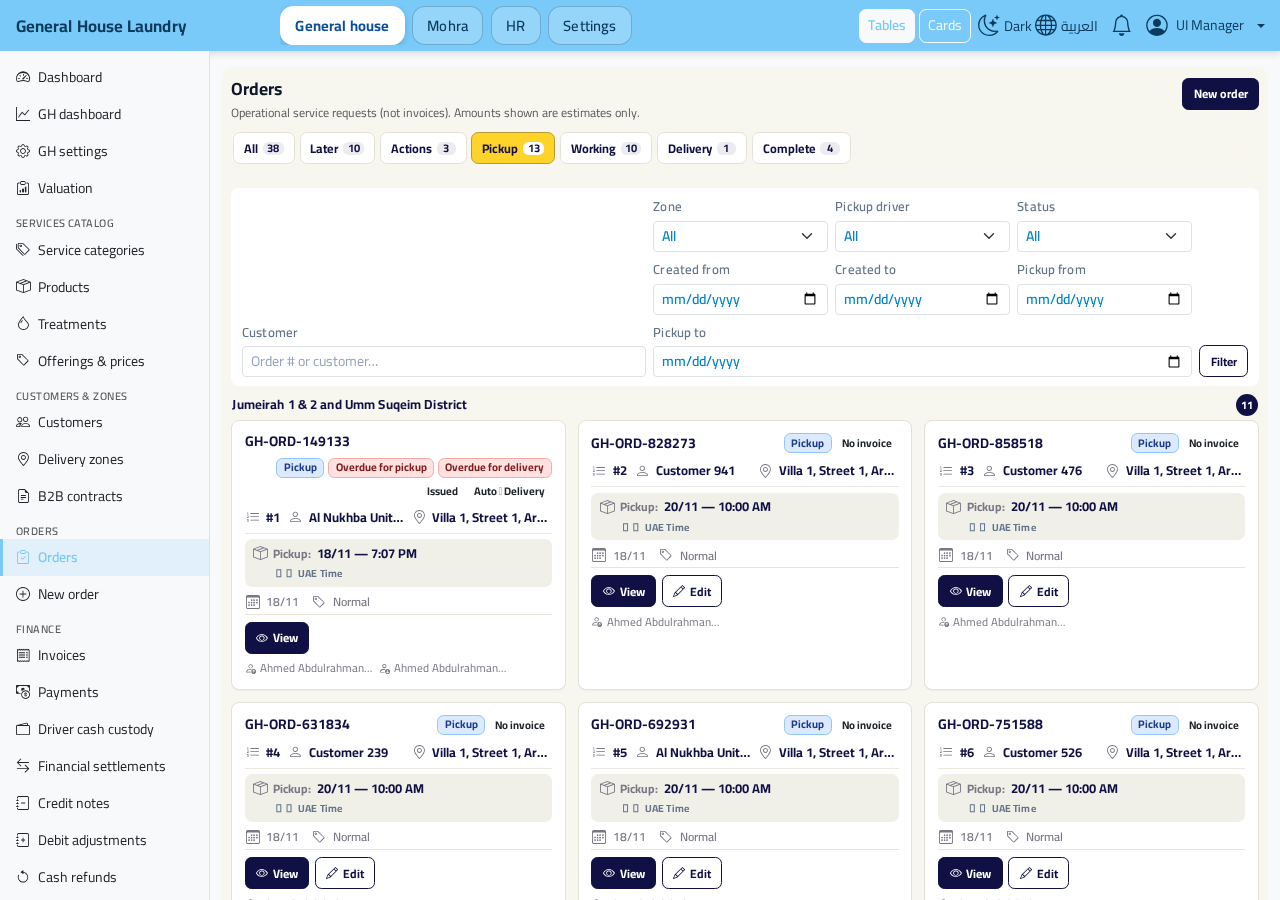 General House Laundry
General house
Mohra
HR
Settings
Tables
Cards
Dark
العربية
UI Manager
Dashboard
GH dashboard
GH settings
Valuation
SERVICES CATALOG
Service categories
Products
Treatments
Offerings & prices
CUSTOMERS & ZONES
Customers
Delivery zones
B2B contracts
ORDERS
Orders
New order
FINANCE
Invoices
Payments
Driver cash custody
Financial settlements
Credit notes
Debit adjustments
Cash refunds
Orders
Operational service requests (not invoices). Amounts shown are estimates only.
New order
All 38
Later 10
Actions 3
Pickup 13
Working 10
Delivery 1
Complete 4
Zone
Pickup driver
Status
All
All
All
Created from
Created to
Pickup from
mm/dd/yyyy
mm/dd/yyyy
mm/dd/yyyy
Customer
Pickup to
Order # or customer...
mm/dd/yyyy
Filter
Jumeirah 1 & 2 and Umm Suqeim District
11
GH-ORD-149133
Pickup
Overdue for pickup
Overdue for delivery
Issued
Auto Delivery
#1 Al Nukhba Unit... Villa 1, Street 1, Ar...
Pickup: 18/11 — 7:07 PM
UAE Time
18/11 Normal
View
Ahmed Abdulrahman... Ahmed Abdulrahman...
GH-ORD-828273
Pickup
No invoice
#2 Customer 941 Villa 1, Street 1, Ar...
Pickup: 20/11 — 10:00 AM
UAE Time
18/11 Normal
View
Edit
Ahmed Abdulrahman...
GH-ORD-858518
Pickup
No invoice
#3 Customer 476 Villa 1, Street 1, Ar...
Pickup: 20/11 — 10:00 AM
UAE Time
18/11 Normal
View
Edit
Ahmed Abdulrahman...
GH-ORD-631834
Pickup
No invoice
#4 Customer 239 Villa 1, Street 1, Ar...
Pickup: 20/11 — 10:00 AM
UAE Time
18/11 Normal
View
Edit
GH-ORD-692931
Pickup
No invoice
#5 Al Nukhba Unit... Villa 1, Street 1, Ar...
Pickup: 20/11 — 10:00 AM
UAE Time
18/11 Normal
View
Edit
GH-ORD-751588
Pickup
No invoice
#6 Customer 526 Villa 1, Street 1, Ar...
Pickup: 20/11 — 10:00 AM
UAE Time
18/11 Normal
View
Edit